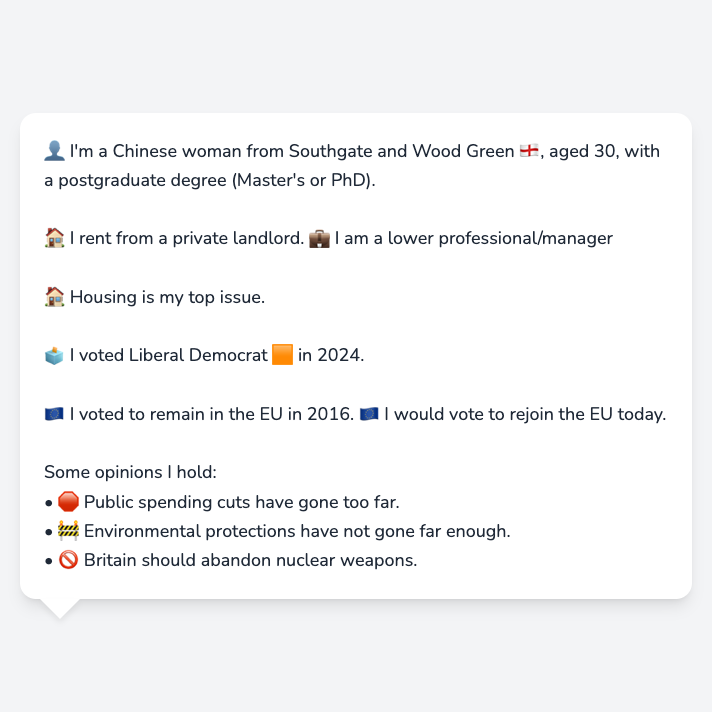 👤 I'm a Chinese woman from Southgate and Wood Green 🏴󠁧󠁢󠁥󠁮󠁧󠁿, aged 30, with
a postgraduate degree (Master's or PhD).
🏠 I rent from a private landlord. 💼 I am a lower professional/manager
🏠 Housing is my top issue.
🗳️ I voted Liberal Democrat 🟧 in 2024.
🇪🇺 I voted to remain in the EU in 2016. 🇪🇺 I would vote to rejoin the EU today.
Some opinions I hold:
• 🛑 Public spending cuts have gone too far.
• 🚧 Environmental protections have not gone far enough.
• 🚫 Britain should abandon nuclear weapons.